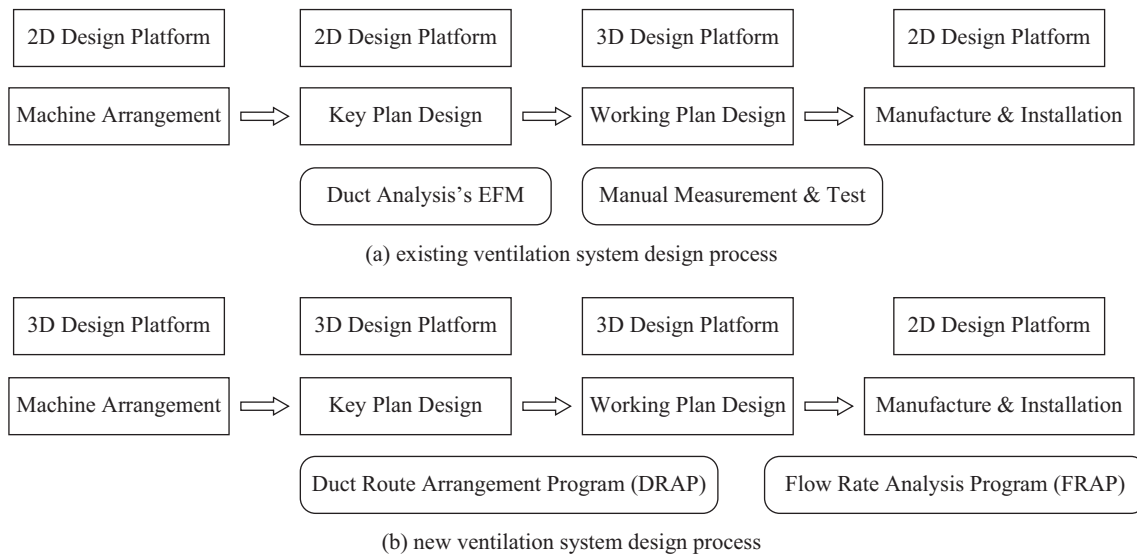 2D Design Platform 2D Design Platform 3D Design Platform 2D Design Platform
Machine Arrangement Key Plan Design Working Plan Design Manufacture & Installation
Duct Analysis's EFM Manual Measurement & Test
(a) existing ventilation system design process
3D Design Platform 3D Design Platform 3D Design Platform 2D Design Platform
Machine Arrangement Key Plan Design Working Plan Design Manufacture & Installation
Duct Route Arrangement Program (DRAP) Flow Rate Analysis Program (FRAP)
(b) new ventilation system design process